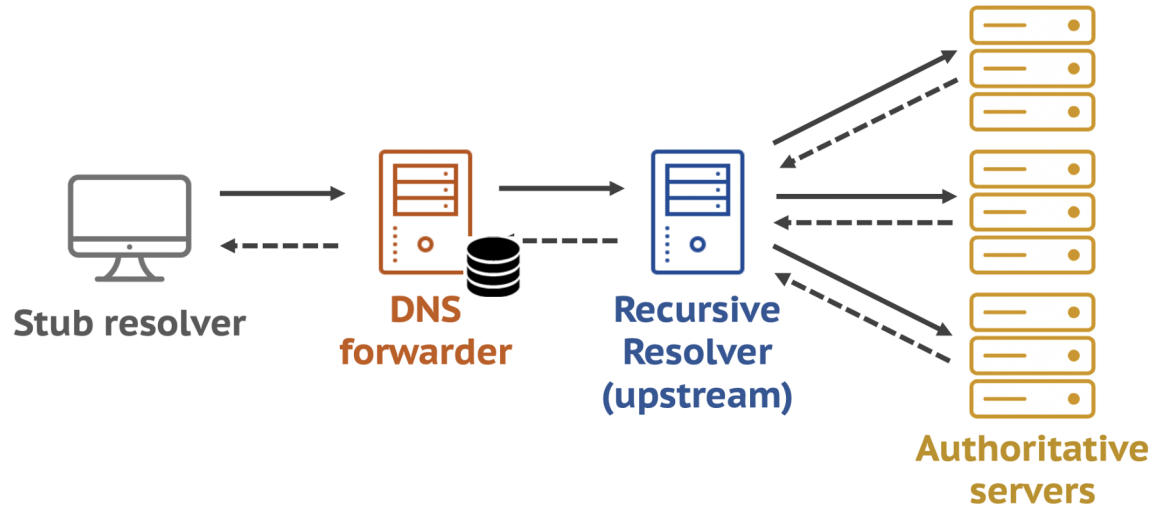 Stub resolver
DNS
forwarder
Recursive
Resolver
(upstream)
Authoritative
servers